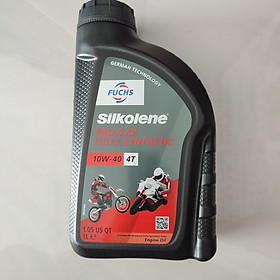 GERMAN TECHNOLOGY
FUCHS
Silkolene
PRO 4 XP
FULLY SYNTHETIC
10W-40 4T
1.05 US QT
1L e
Engine Oil